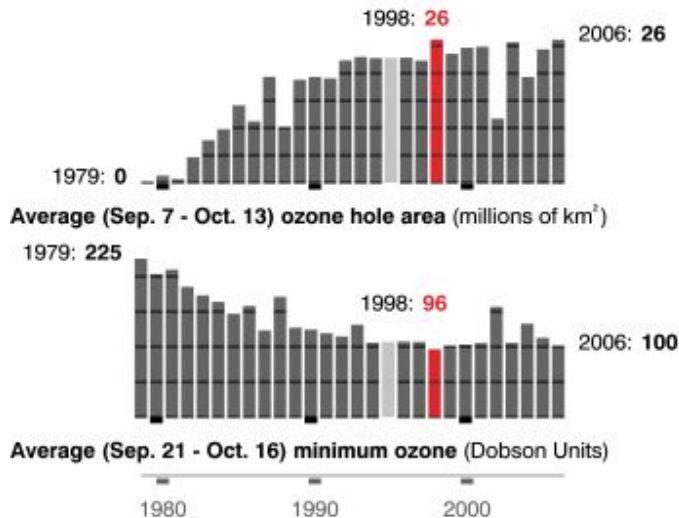 1998: 26
2006: 26
1979: 0
Average (Sep. 7 - Oct. 13) ozone hole area (millions of km²)
1979: 225
1998: 96
2006: 100
Average (Sep. 21 - Oct. 16) minimum ozone (Dobson Units)
1980 1990 2000